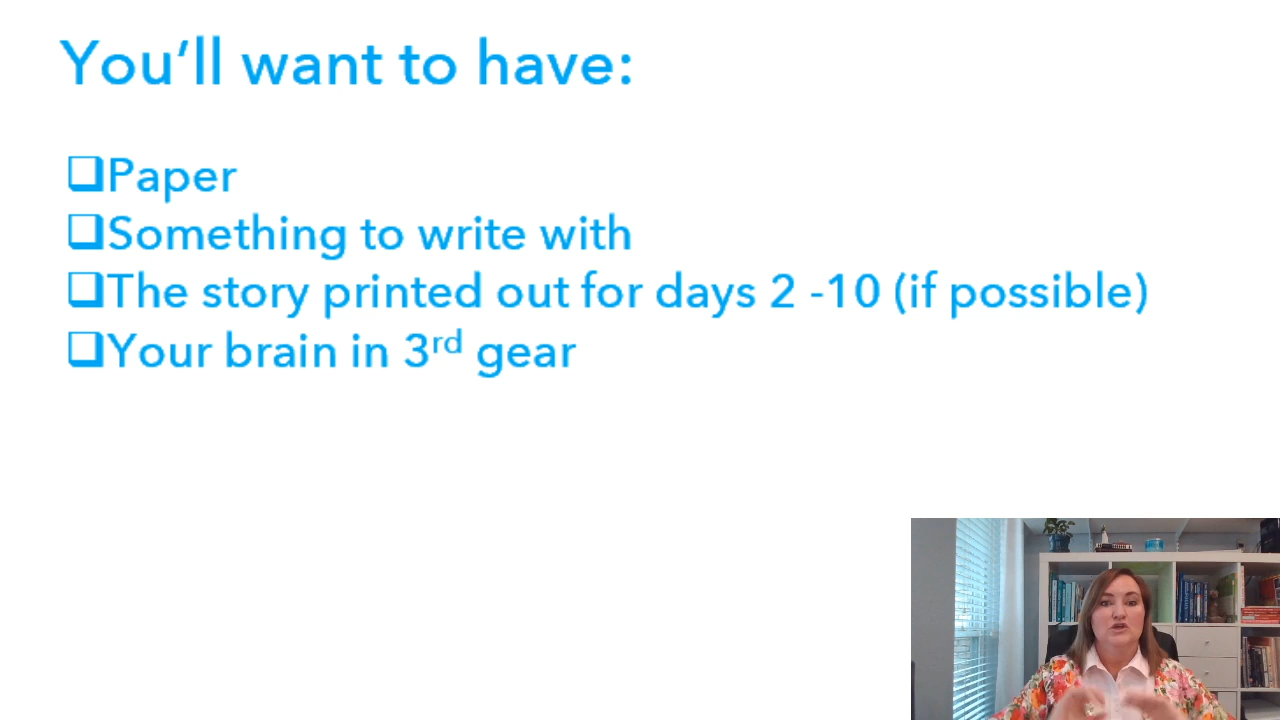 You'll want to have:
❑Paper
❑Something to write with
❑The story printed out for days 2 -10 (if possible)
❑Your brain in 3rd gear